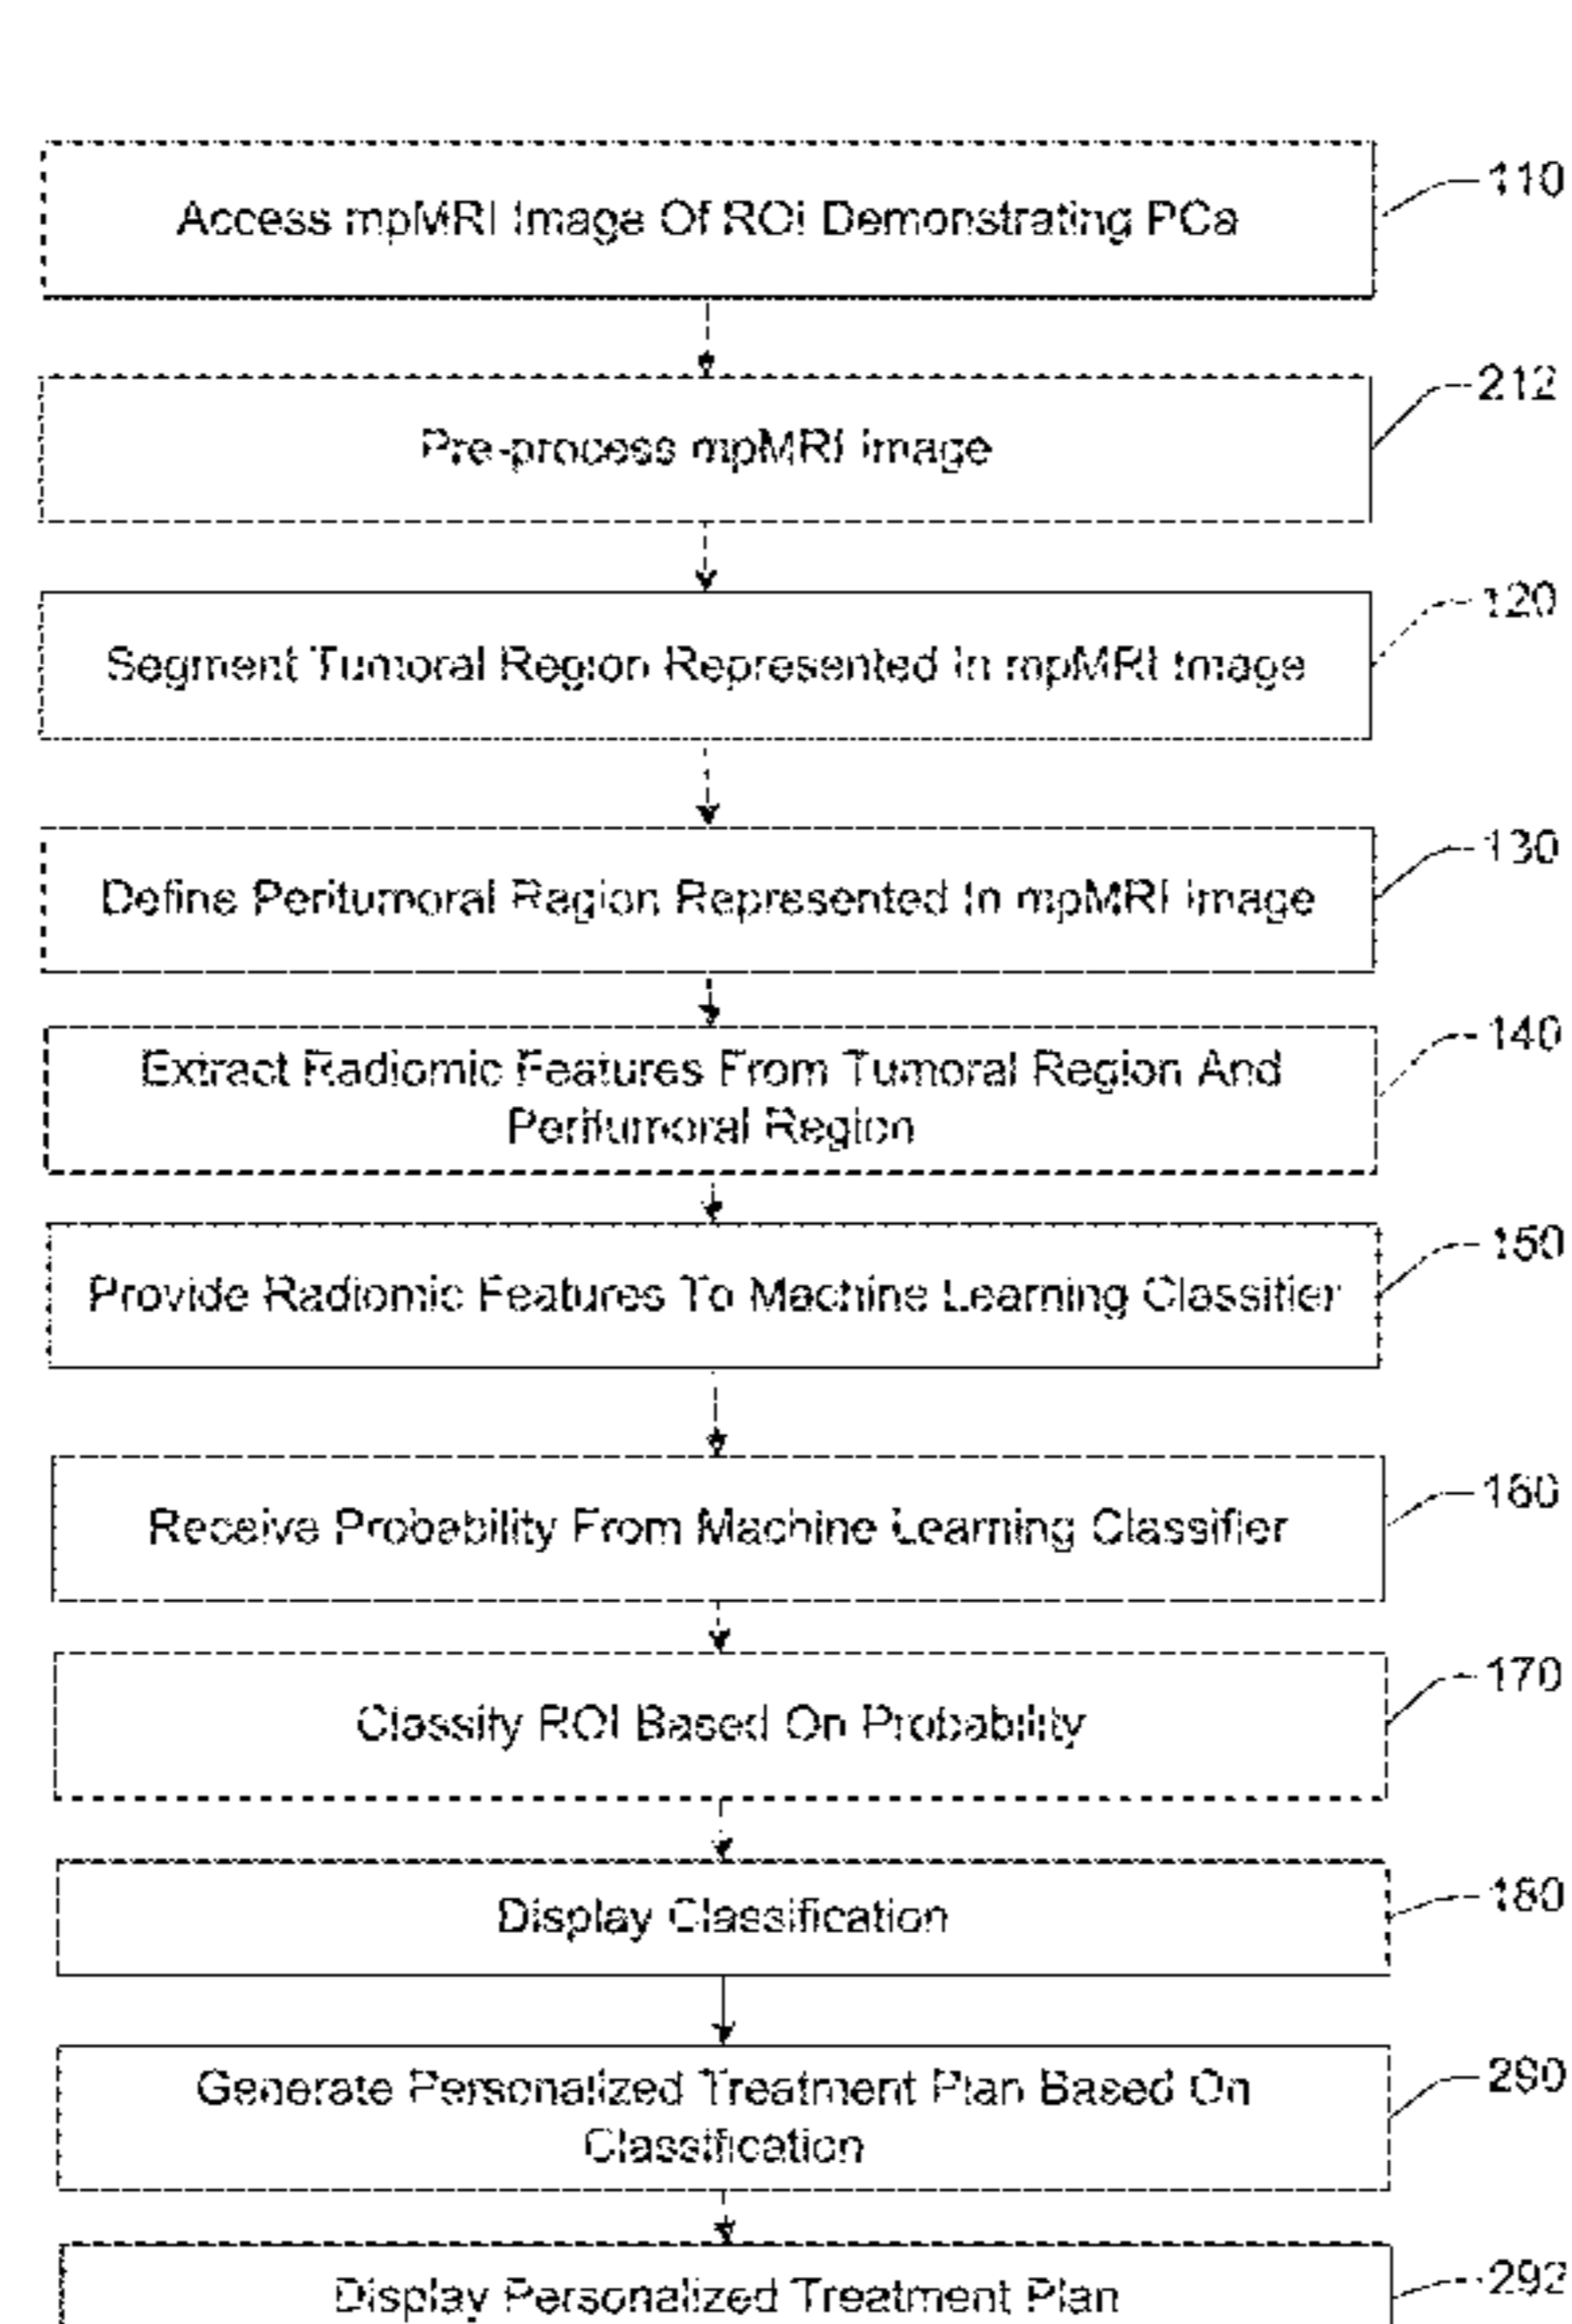 Access mpMRI Image Of ROI Demonstrating PCa
110
Pre-process mpMRI Image
212
Segment Tumoral Region Represented In mpMRI Image
120
Define Peritumoral Region Represented In mpMRI Image
130
Extract Radiomic Features From Tumoral Region And
Peritumoral Region
140
Provide Radiomic Features To Machine Learning Classifier
150
Receive Probability From Machine Learning Classifier
160
Classify ROI Based On Probability
170
Display Classification
180
Generate Personalized Treatment Plan Based On
Classification
290
Display Personalized Treatment Plan
292